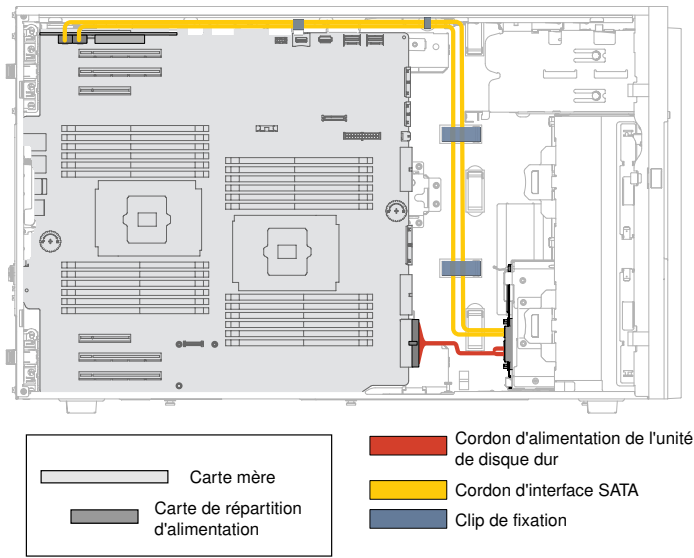 Carte mère
Carte de répartition
d'alimentation
Cordon d'alimentation de l'unité
de disque dur
Cordon d'interface SATA
Clip de fixation